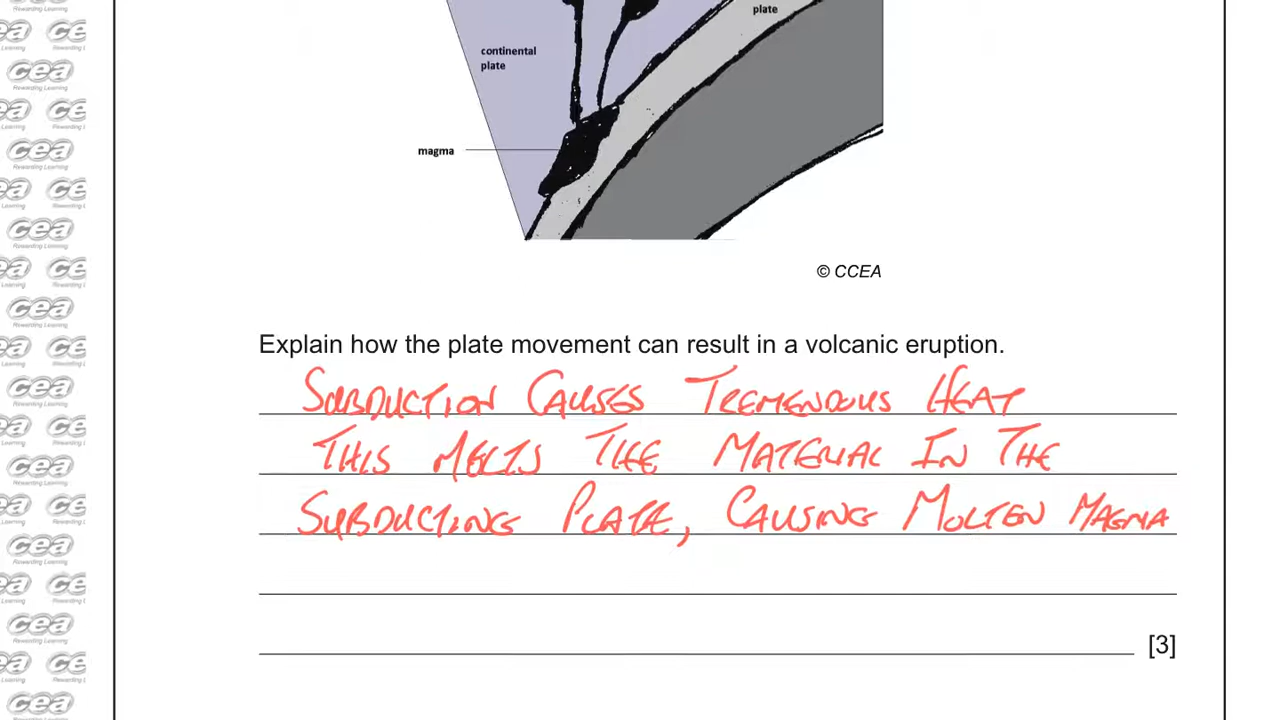 plate
continental
plate
magma
© CCEA
Explain how the plate movement can result in a volcanic eruption.
SUBDUCTION CAUSES TREMENDOUS HEAT
THIS MELTS THE MATERIAL IN THE
SUBDUCTING PLATE, CAUSING MOLTEN MAGMA
[3]